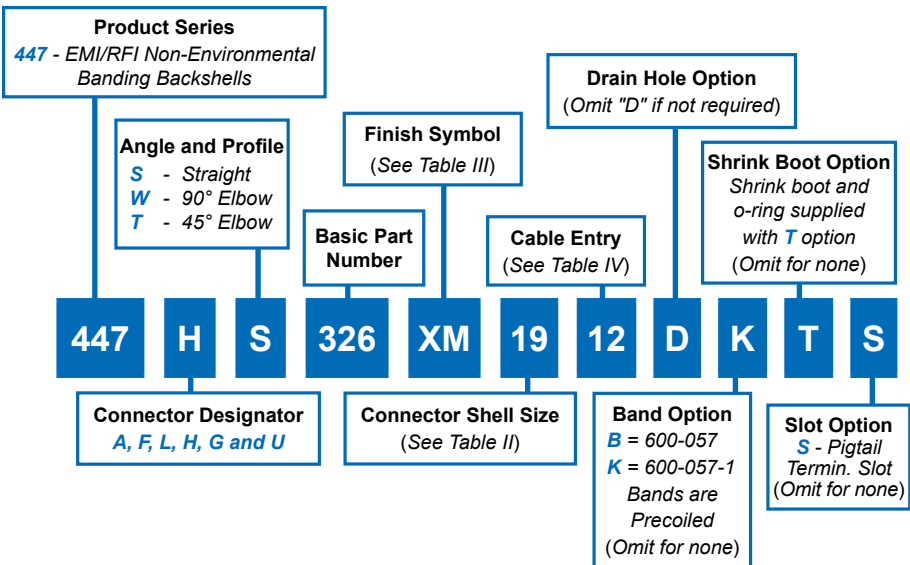 Product Series
447 - EMI/RFI Non-Environmental
Banding Backshells
Drain Hole Option
(Omit "D" if not required)
Angle and Profile
S - Straight
W - 90° Elbow
T - 45° Elbow
Finish Symbol
(See Table III)
Shrink Boot Option
Shrink boot and
o-ring supplied
with T option
(Omit for none)
Basic Part
Number
Cable Entry
(See Table IV)
447 H S 326 XM 19 12 D K T S
Connector Designator
A, F, L, H, G and U
Connector Shell Size
(See Table II)
Band Option
B = 600-057
K = 600-057-1
Bands are
Precoiled
(Omit for none)
Slot Option
S - Pigtail
Termin. Slot
(Omit for none)